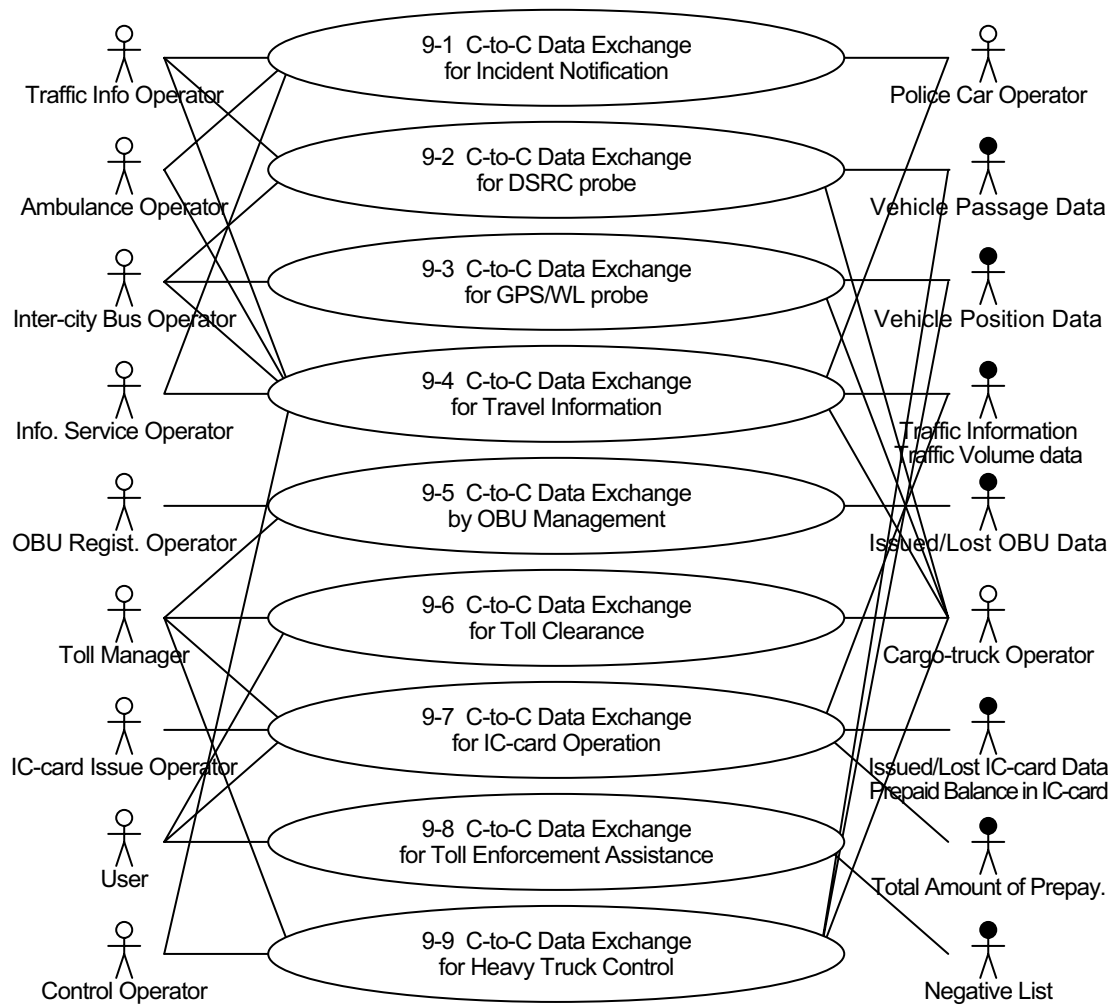 9-1 C-to-C Data Exchange
for Incident Notification
Traffic Info Operator
Police Car Operator
9-2 C-to-C Data Exchange
for DSRC probe
Ambulance Operator
Vehicle Passage Data
9-3 C-to-C Data Exchange
for GPS/WL probe
Inter-city Bus Operator
Vehicle Position Data
9-4 C-to-C Data Exchange
for Travel Information
Info. Service Operator
Traffic Information
Traffic Volume data
9-5 C-to-C Data Exchange
by OBU Management
OBU Regist. Operator
Issued/Lost OBU Data
9-6 C-to-C Data Exchange
for Toll Clearance
Toll Manager
Cargo-truck Operator
9-7 C-to-C Data Exchange
for IC-card Operation
IC-card Issue Operator
Issued/Lost IC-card Data
Prepaid Balance in IC-card
9-8 C-to-C Data Exchange
for Toll Enforcement Assistance
User
Total Amount of Prepay.
9-9 C-to-C Data Exchange
for Heavy Truck Control
Control Operator
Negative List